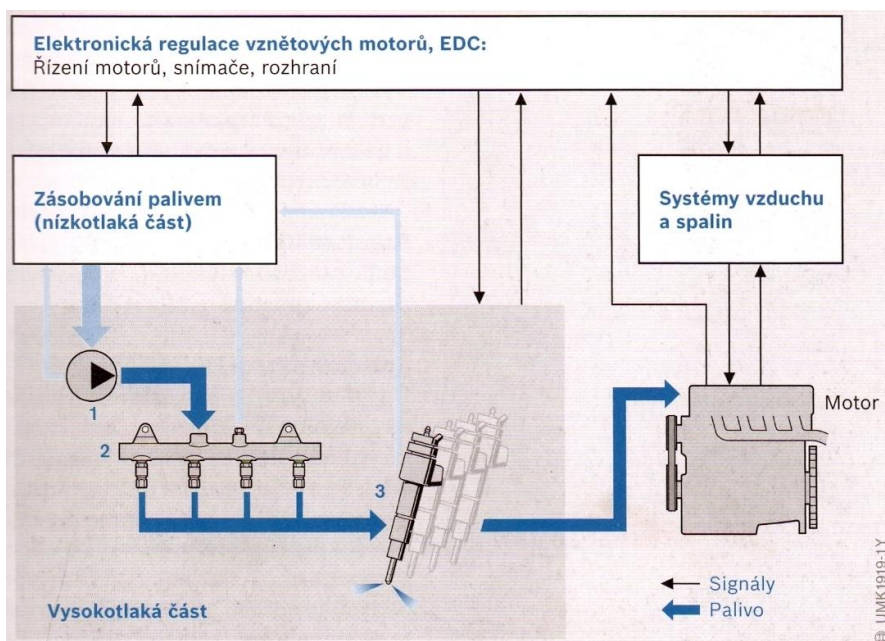 Elektronická regulace vznětových motorů, EDC:
Řízení motorů, snímače, rozhraní
Zásobování palivem
(nízkotlaká část)
Systémy vzduchu
a spalin
1
2
3
Motor
Vysokotlaká část
Signály
Palivo
© UMK1919-1Y